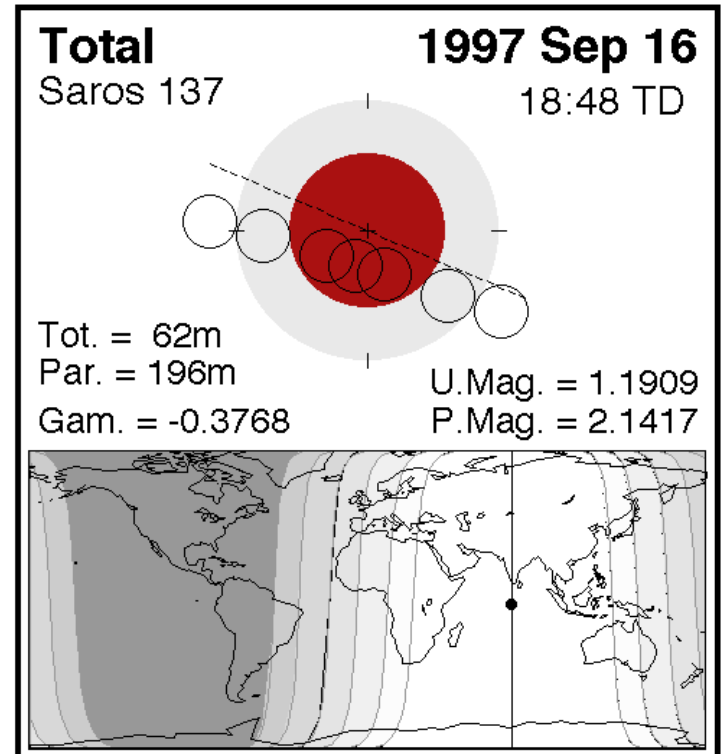 Total
1997 Sep 16
Saros 137
18:48 TD
Tot. = 62m
Par. = 196m
U.Mag. = 1.1909
Gam. = -0.3768
P.Mag. = 2.1417